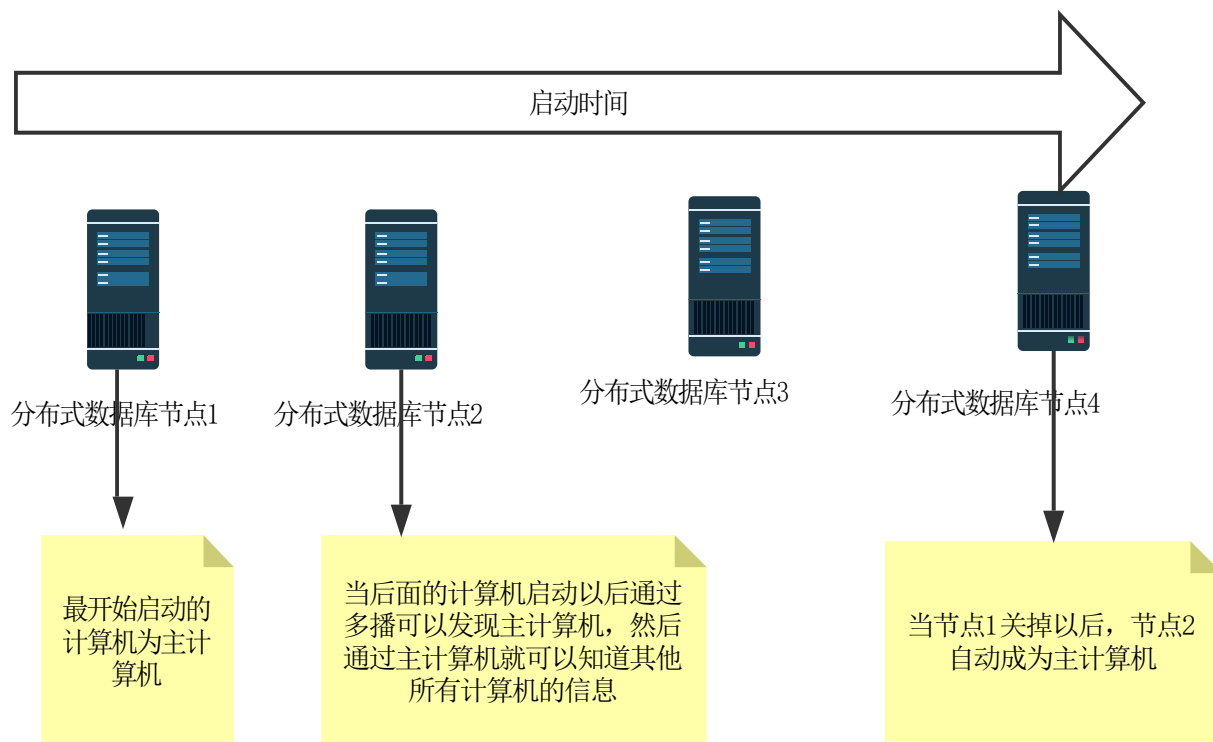 启动时间
分布式数据库节点1
分布式数据库节点2
分布式数据库节点3
分布式数据库节点4
最开始启动的
计算机为主计
算机
当后面的计算机启动以后通过
多播可以发现主计算机，然后
通过主计算机就可以知道其他
所有计算机的信息
当节点1关掉以后，节点2
自动成为主计算机